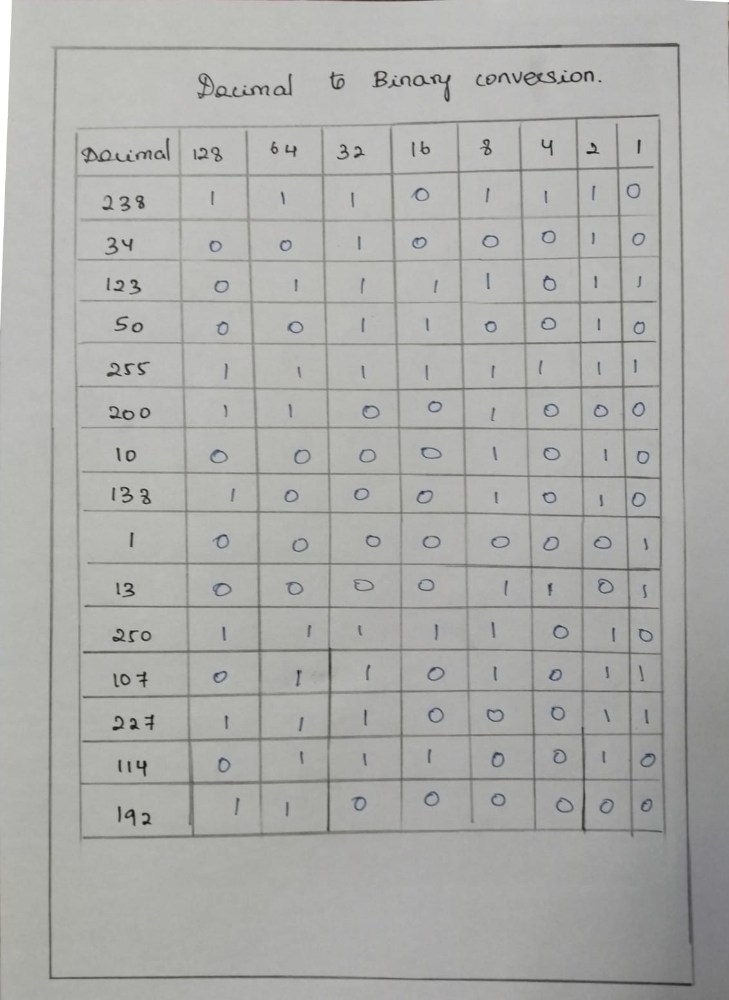 Decimal to Binary conversion.
Decimal 128 64 32 16 8 4 2 1
238 1 1 1 0 1 1 1 0
34 0 0 1 0 0 0 1 0
123 0 1 1 1 1 0 1 1
50 0 0 1 1 0 0 1 0
255 1 1 1 1 1 1 1 1
200 1 1 0 0 1 0 0 0
10 0 0 0 0 1 0 1 0
138 1 0 0 0 1 0 1 0
1 0 0 0 0 0 0 0 1
13 0 0 0 0 1 1 0 1
250 1 1 1 1 1 0 1 0
107 0 1 1 0 1 0 1 1
227 1 1 1 0 0 0 1 1
114 0 1 1 1 0 0 1 0
192 1 1 0 0 0 0 0 0